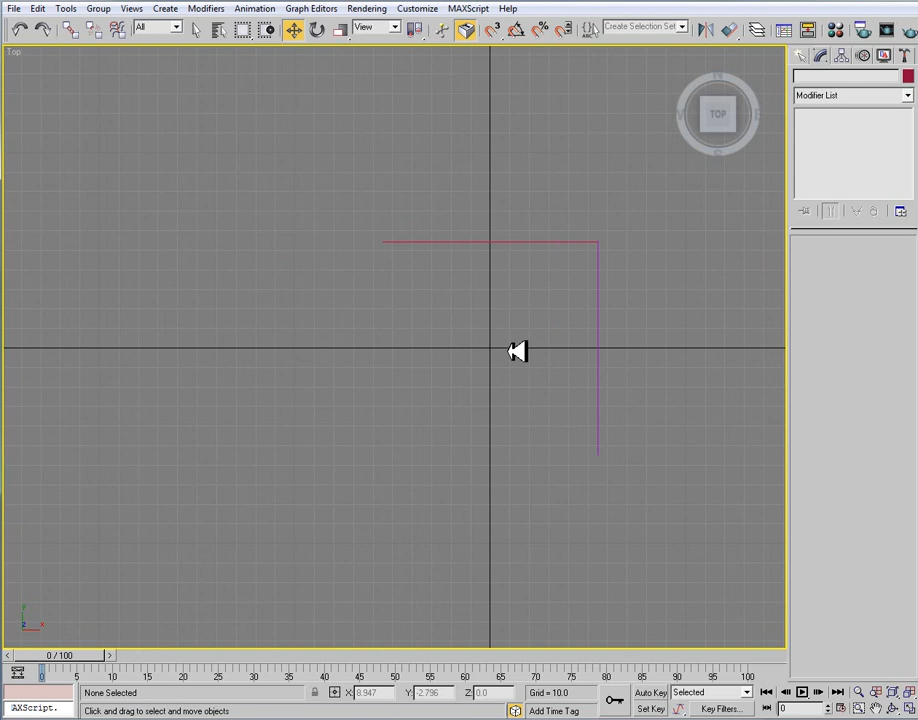 File Edit Tools Group Views Create Modifiers Animation Graph Editors Rendering Customize MAXScript Help
All View 3 Create Selection Set
Top
N
TOP
S
Modifier List
y
z x
< 0 / 100 >
0 5 10 15 20 25 30 35 40 45 50 55 60 65 70 75 80 85 90 95 100
None Selected X: 8.947 Y: -2.796 Z: 0.0 Grid = 10.0 Auto Key Selected
AXScript. Click and drag to select and move objects Add Time Tag Set Key Key Filters... 0